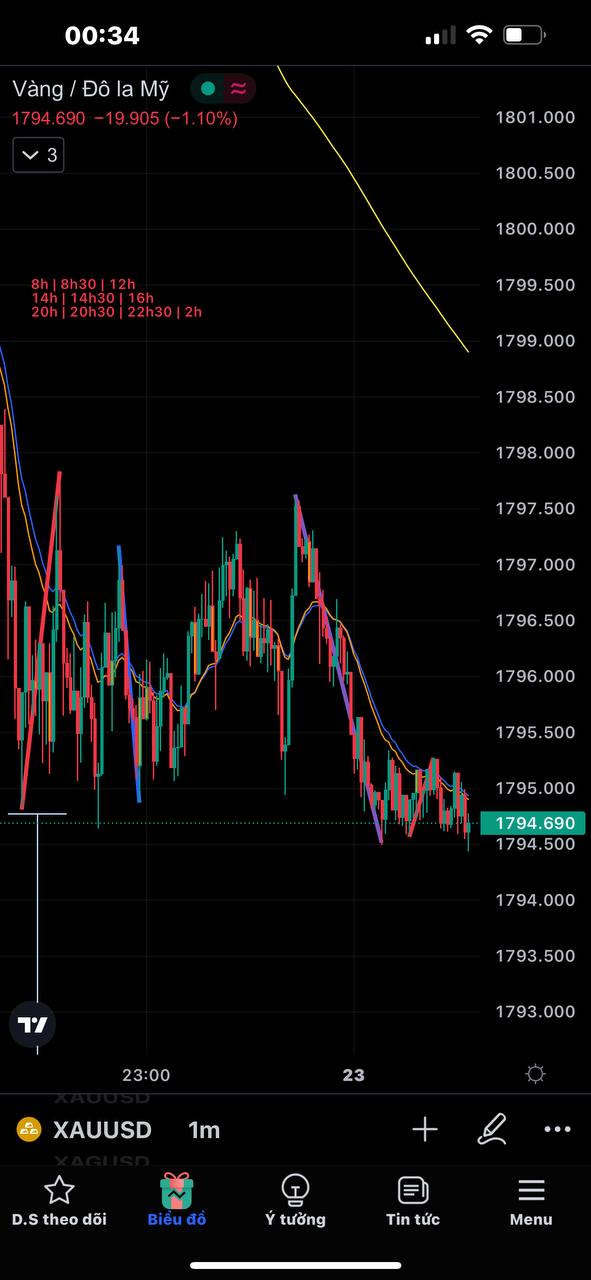 00:34
Vàng / Đô la Mỹ
1794.690 −19.905 (−1.10%)
3
8h | 8h30 | 12h
14h | 14h30 | 16h
20h | 20h30 | 22h30 | 2h
1801.000
1800.500
1800.000
1799.500
1799.000
1798.500
1798.000
1797.500
1797.000
1796.500
1796.000
1795.500
1795.000
1794.690
1794.500
1794.000
1793.500
1793.000
23:00 23
XAUUSD
XAUUSD 1m
XAGUSD
D.S theo dõi Biểu đồ Ý tưởng Tin tức Menu